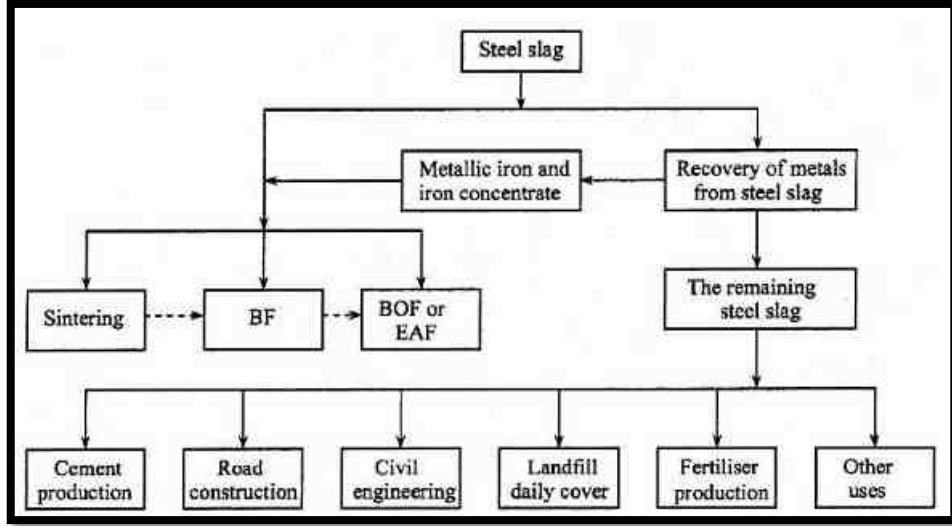 Steel slag
Metallic iron and
iron concentrate
Recovery of metals
from steel slag
The remaining
steel slag
Sintering
BF
BOF or
EAF
Cement
production
Road
construction
Civil
engineering
Landfill
daily cover
Fertiliser
production
Other
uses